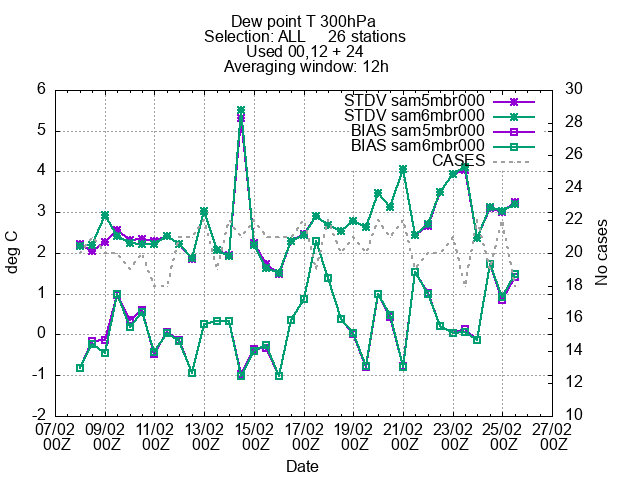 Dew point T 300hPa
Selection: ALL 26 stations
Used 00,12 + 24
Averaging window: 12h
STDV sam5mbr000
STDV sam6mbr000
BIAS sam5mbr000
BIAS sam6mbr000
CASES
6
5
4
3
2
1
0
-1
-2
deg C
30
28
26
24
22
20
18
16
14
12
10
No cases
07/02 09/02 11/02 13/02 15/02 17/02 19/02 21/02 23/02 25/02 27/02
00Z 00Z 00Z 00Z 00Z 00Z 00Z 00Z 00Z 00Z 00Z
Date